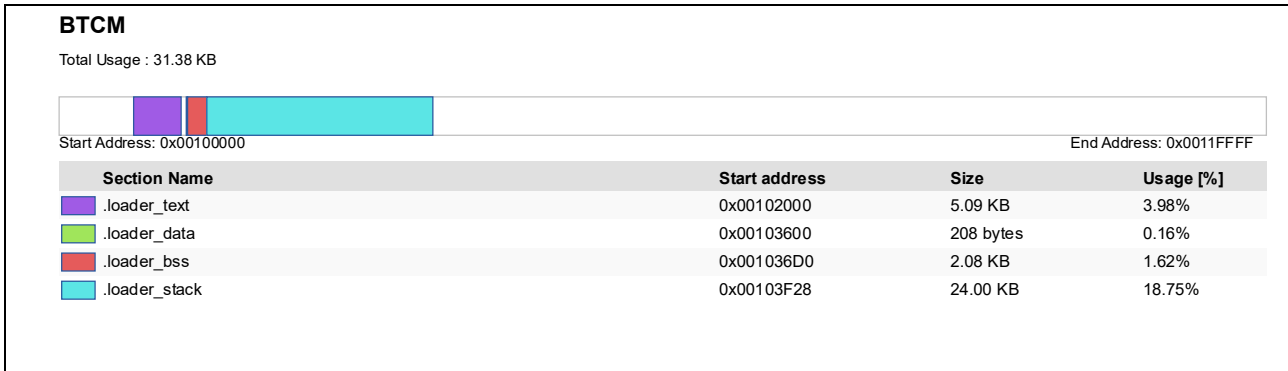 BTCM
Total Usage : 31.38 KB
Start Address: 0x00100000 End Address: 0x0011FFFF
Section Name Start address Size Usage [%]
.loader_text 0x00102000 5.09 KB 3.98%
.loader_data 0x00103600 208 bytes 0.16%
.loader_bss 0x001036D0 2.08 KB 1.62%
.loader_stack 0x00103F28 24.00 KB 18.75%